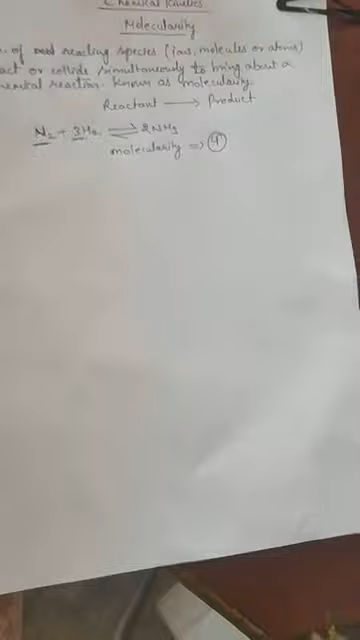 Chemical Kinetics
Molecularity
. of reacting species (ions, molecules or atoms)
act or collide simultaneously to bring about a
chemical reaction. Known as molecularity.
Reactant ⟶ Product
N₂ + 3H₂ ⇌ 2NH₃
molecularity => 4